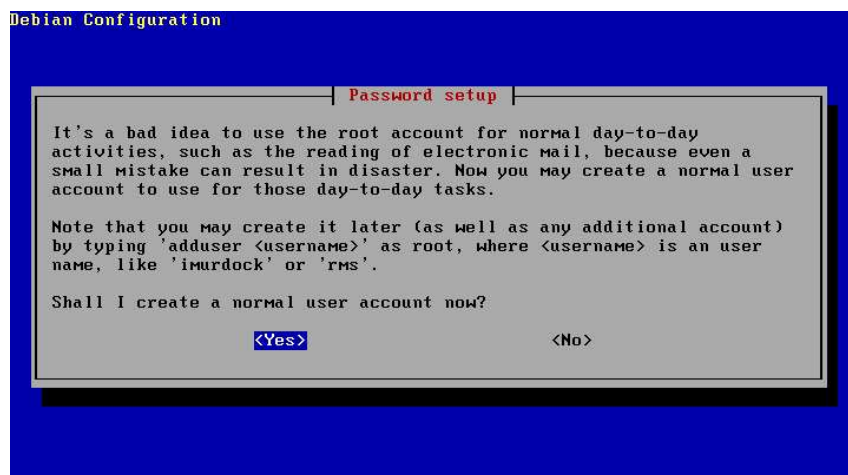 Debian Configuration
Password setup
It's a bad idea to use the root account for normal day-to-day
activities, such as the reading of electronic mail, because even a
small mistake can result in disaster. Now you may create a normal user
account to use for those day-to-day tasks.
Note that you may create it later (as well as any additional account)
by typing 'adduser <username>' as root, where <username> is an user
name, like 'imurdock' or 'rms'.
Shall I create a normal user account now?
<Yes> <No>